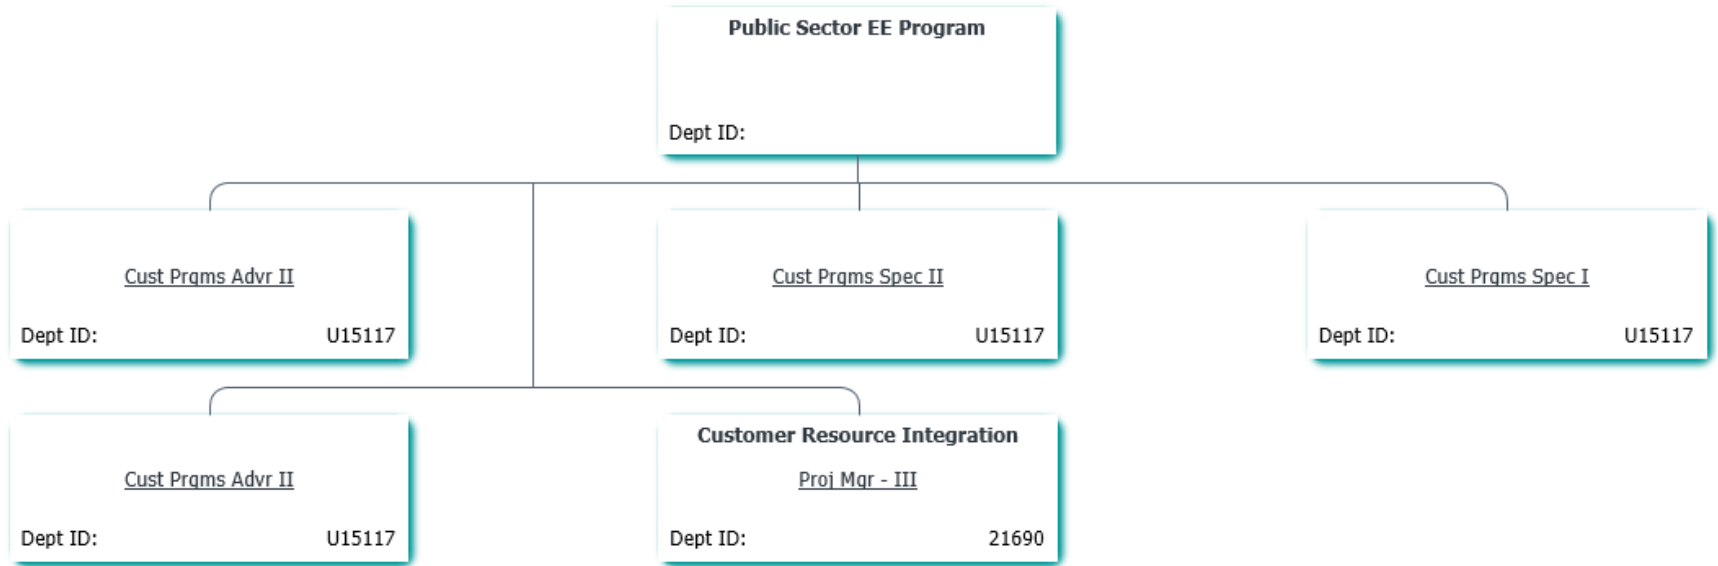 Public Sector EE Program
Dept ID:
Cust Prgms Advr II
Dept ID: U15117
Cust Prgms Spec II
Dept ID: U15117
Cust Prgms Spec I
Dept ID: U15117
Cust Prgms Advr II
Dept ID: U15117
Customer Resource Integration
Proj Mgr - III
Dept ID: 21690